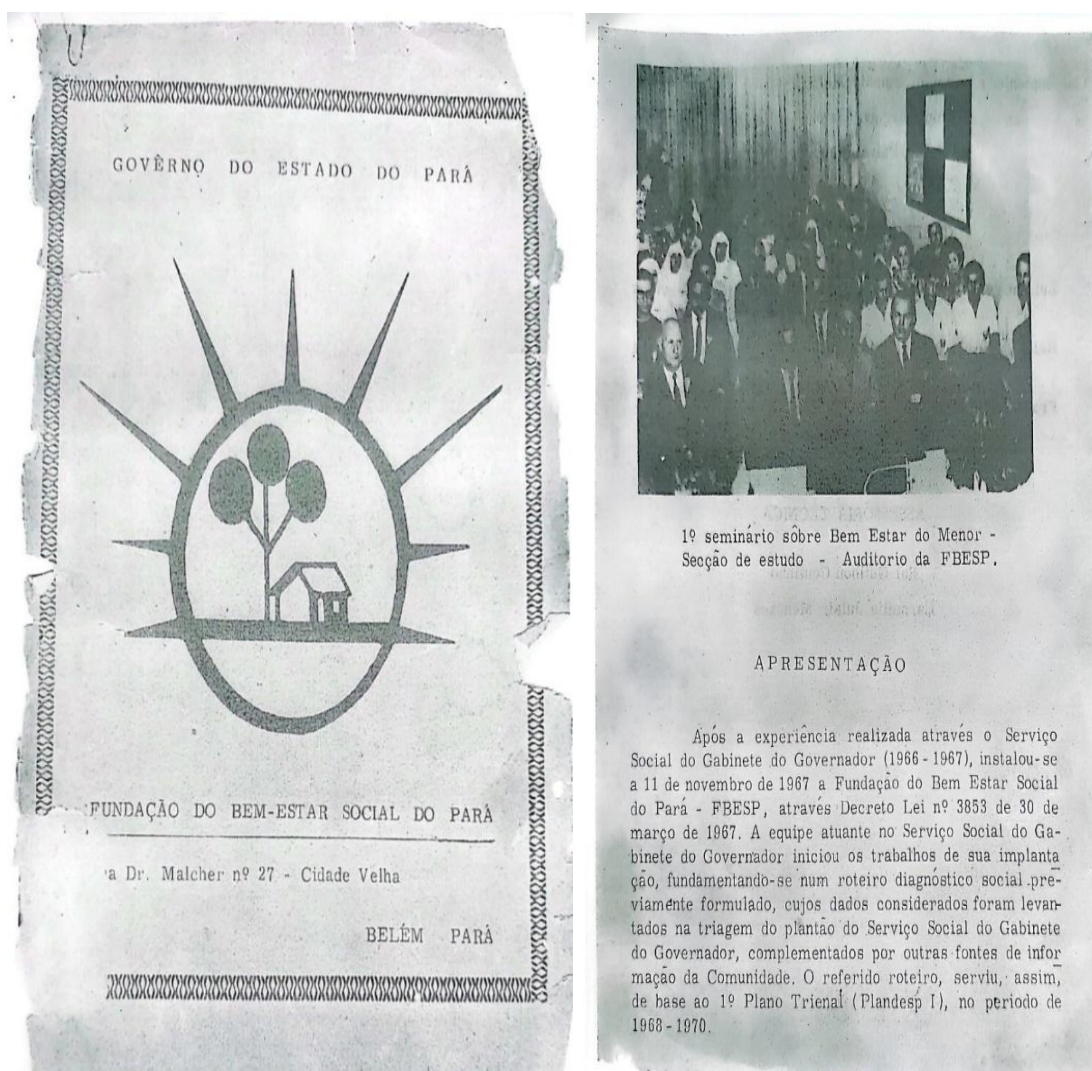 GOVÊRNO DO ESTADO DO PARÁ
FUNDAÇÃO DO BEM-ESTAR SOCIAL DO PARÁ
Dr. Malcher nº 27 - Cidade Velha
BELÉM PARÁ
1º seminário sôbre Bem Estar do Menor -
Secção de estudo - Auditorio da FBESP.
APRESENTAÇÃO
Após a experiência realizada através o Serviço
Social do Gabinete do Governador (1966 - 1967), instalou-se
a 11 de novembro de 1967 a Fundação do Bem Estar Social
do Pará - FBESP, através Decreto Lei nº 3853 de 30 de
março de 1967. A equipe atuante no Serviço Social do Ga-
binete do Governador iniciou os trabalhos de sua implanta
ção, fundamentando-se num roteiro diagnóstico social pre-
viamente formulado, cujos dados considerados foram levan-
tados na triagem do plantão do Serviço Social do Gabinete
do Governador, complementados por outras fontes de infor
mação da Comunidade. O referido roteiro, serviu, assim,
de base ao 1º Plano Trienal (Plandesp I), no periodo de
1968 - 1970.